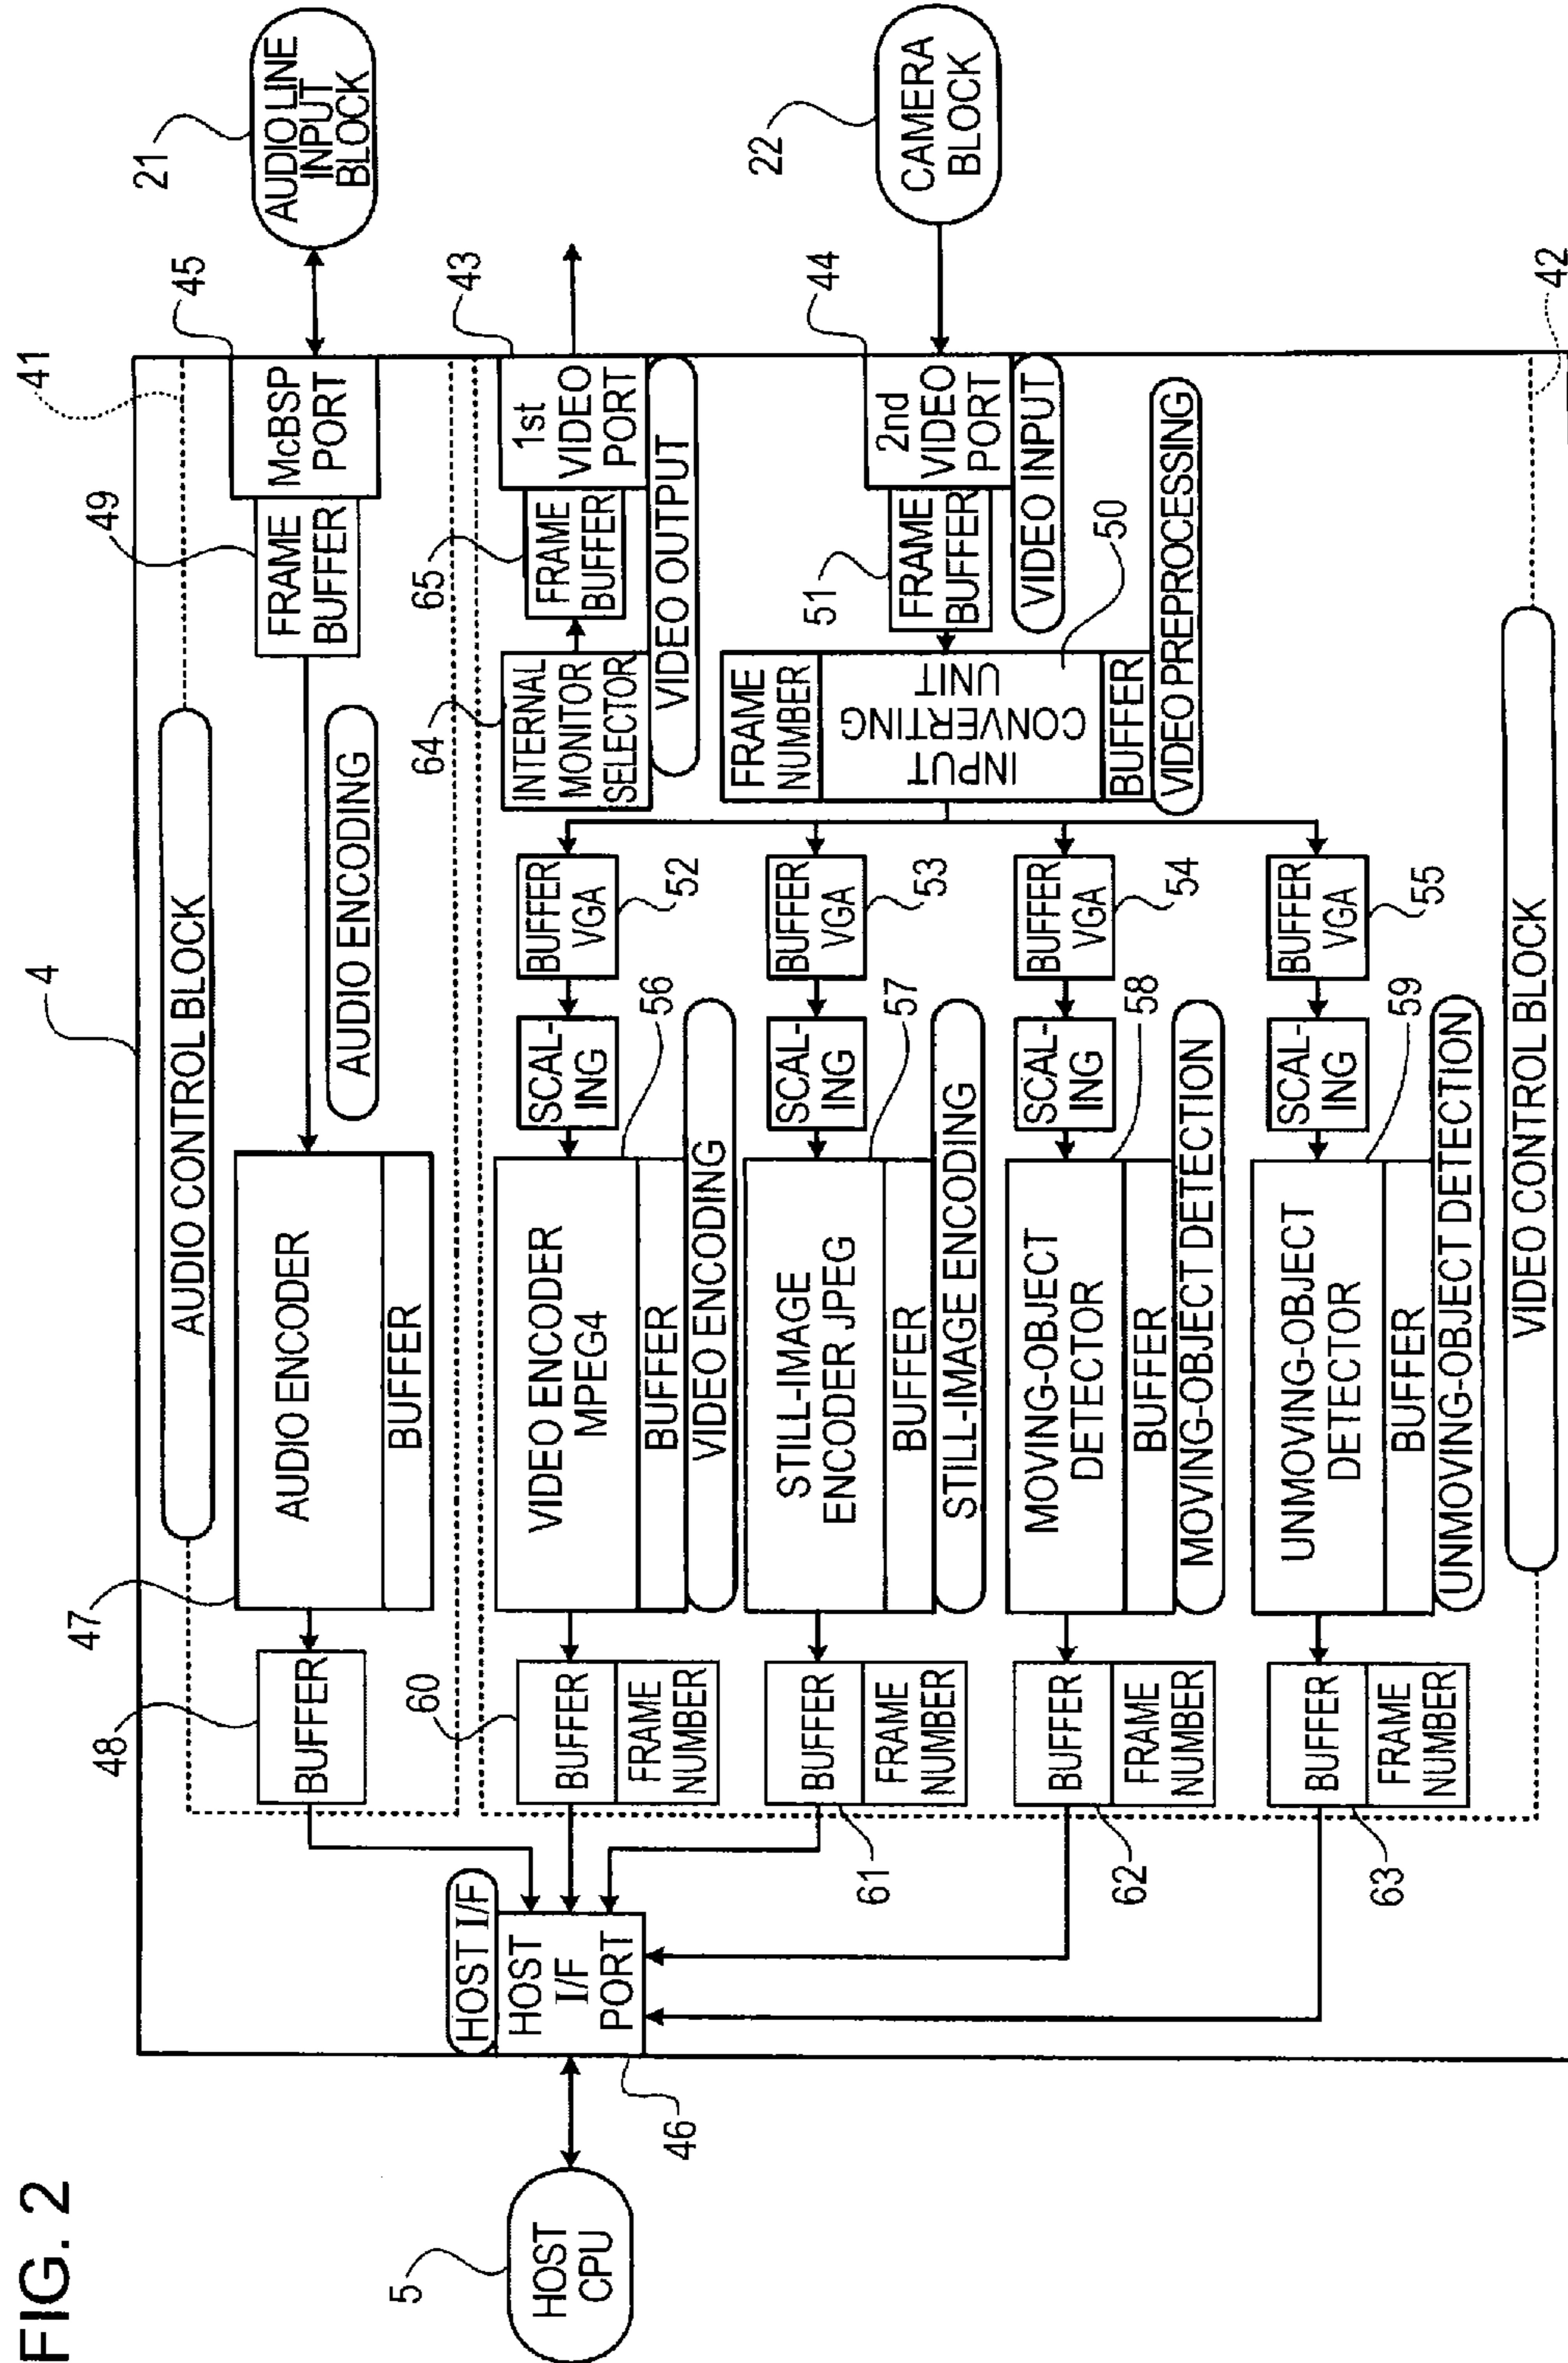 FIG. 2
4
41
AUDIO CONTROL BLOCK
47
48
BUFFER
AUDIO ENCODER
BUFFER
AUDIO ENCODING
49
FRAME
BUFFER
45
McBSP
PORT
21
AUDIO LINE
INPUT
BLOCK
5
HOST
CPU
46
HOST I/F
HOST
I/F
PORT
60
BUFFER
FRAME
NUMBER
VIDEO ENCODER
MPEG4
BUFFER
VIDEO ENCODING
56
SCAL-
ING
BUFFER
VGA
52
64
INTERNAL
MONITOR
SELECTOR
65
FRAME
BUFFER
43
1st
VIDEO
PORT
VIDEO OUTPUT
61
BUFFER
FRAME
NUMBER
STILL-IMAGE
ENCODER JPEG
BUFFER
STILL-IMAGE ENCODING
57
SCAL-
ING
BUFFER
VGA
53
FRAME
NUMBER
INPUT
CONVERTING
UNIT
BUFFER
50
VIDEO PREPROCESSING
51
FRAME
BUFFER
44
2nd
VIDEO
PORT
VIDEO INPUT
22
CAMERA
BLOCK
62
BUFFER
FRAME
NUMBER
MOVING-OBJECT
DETECTOR
BUFFER
MOVING-OBJECT DETECTION
58
SCAL-
ING
BUFFER
VGA
54
63
BUFFER
FRAME
NUMBER
UNMOVING-OBJECT
DETECTOR
BUFFER
UNMOVING-OBJECT DETECTION
59
SCAL-
ING
BUFFER
VGA
55
VIDEO CONTROL BLOCK
42